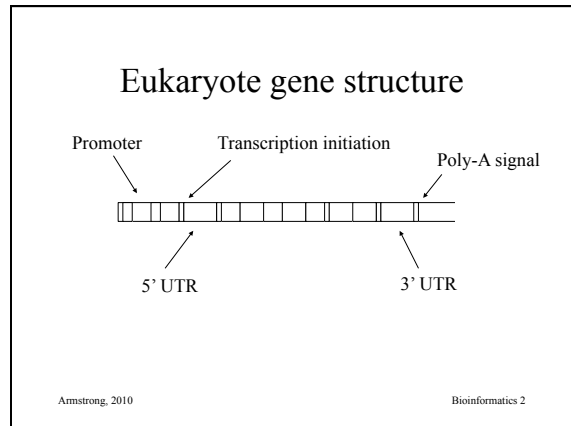 Eukaryote gene structure
Promoter
Transcription initiation
Poly-A signal
5’ UTR
3’ UTR
Armstrong, 2010
Bioinformatics 2